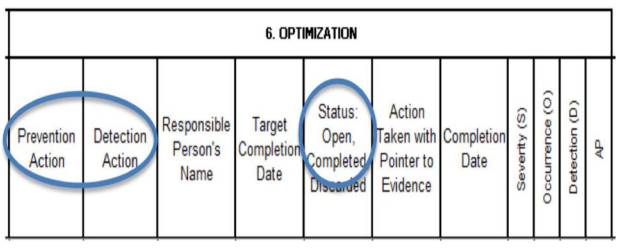 6. OPTIMIZATION
Prevention
Action
Detection
Action
Responsible
Person's
Name
Target
Completion
Date
Status:
Open,
Completed
Discarded
Action
Taken with
Pointer to
Evidence
Completion
Date
Severity (S)
Occurrence (O)
Detection (D)
AP